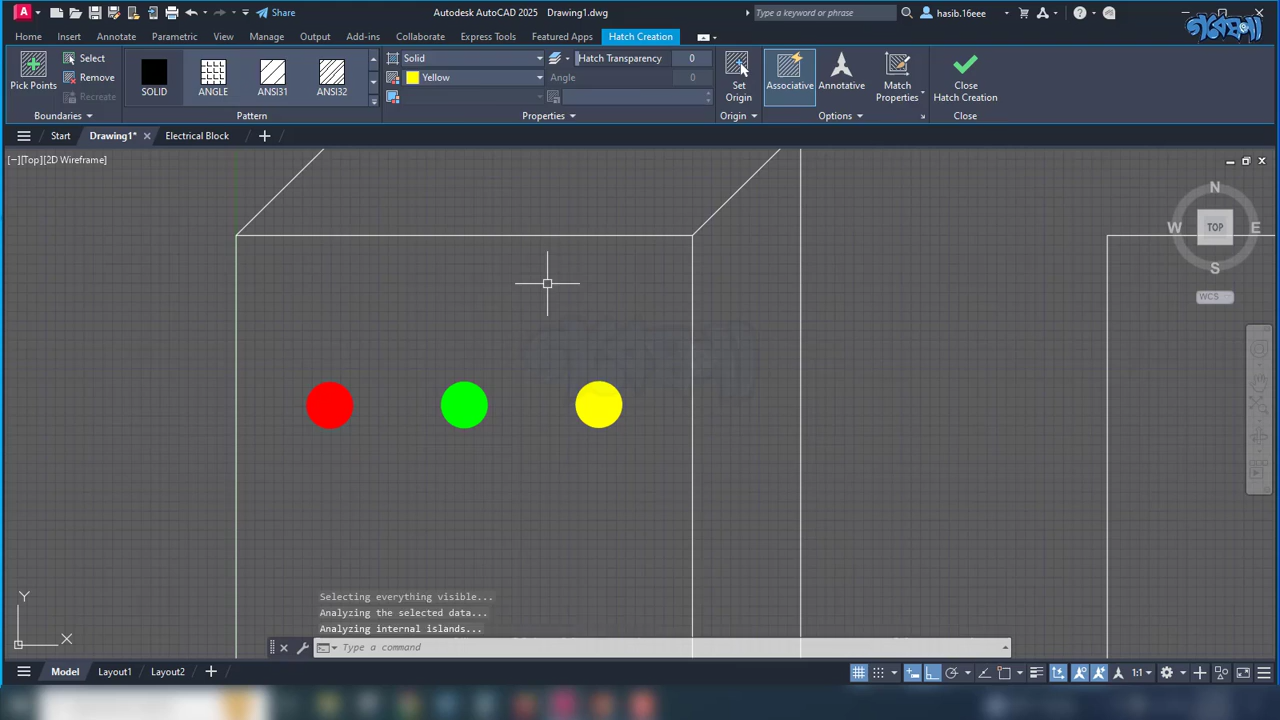 Share
Autodesk AutoCAD 2025 Drawing1.dwg
Type a keyword or phrase
hasib.16eee
গবেষণা
Home Insert Annotate Parametric View Manage Output Add-ins Collaborate Express Tools Featured Apps Hatch Creation
Pick Points
Select
Remove
Recreate
Boundaries
SOLID
ANGLE
ANSI31
ANSI32
Pattern
Solid
Yellow
Hatch Transparency 0
Angle 0
Properties
Set
Origin
Origin
Associative
Annotative
Match
Properties
Options
Close
Hatch Creation
Close
Start Drawing1* Electrical Block
[−][Top][2D Wireframe]
N
W TOP E
S
WCS
Y
X
Selecting everything visible...
Analyzing the selected data...
Analyzing internal islands...
Type a command
Model Layout1 Layout2
1:1